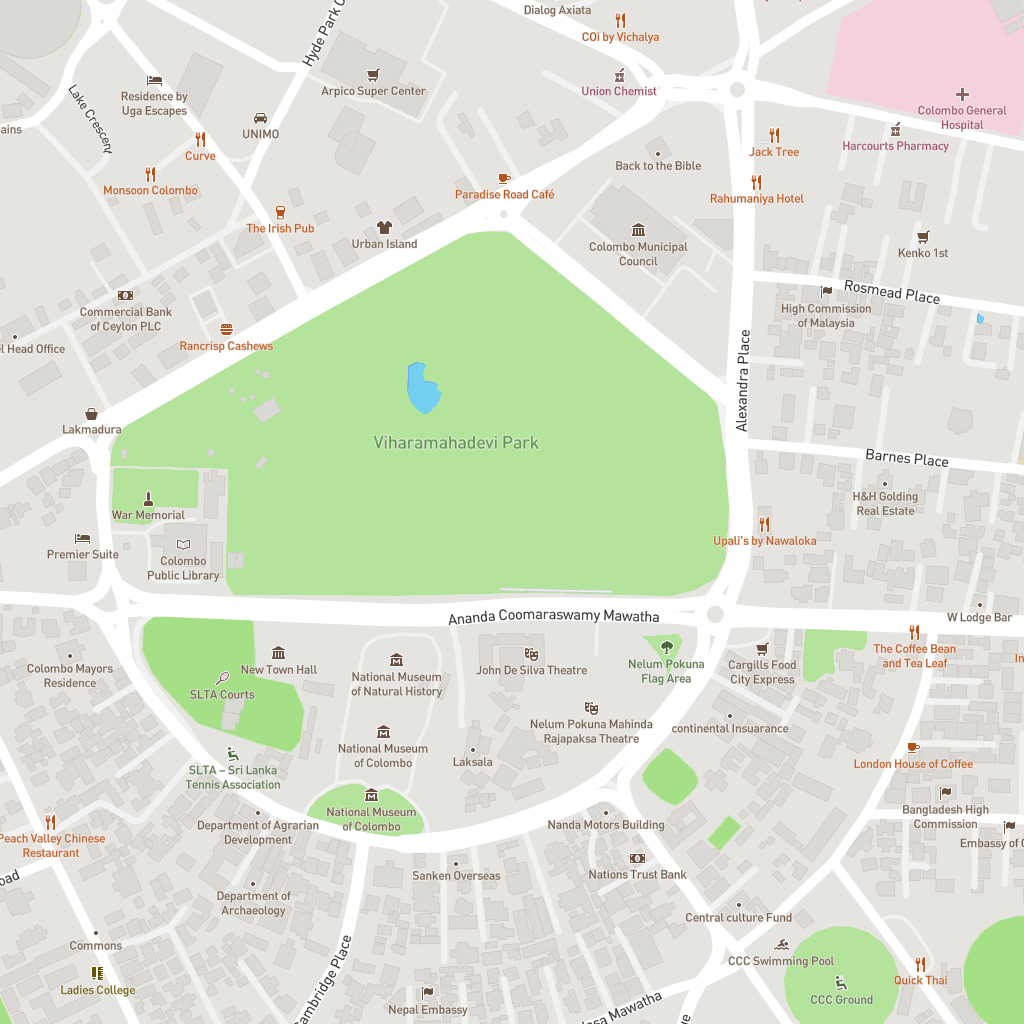 Dialog Axiata
COi by Vichalya
Hyde Park C
Arpico Super Center
Union Chemist
Residence by
Uga Escapes
Lake Crescent
ains
UNIMO
Curve
Monsoon Colombo
Colombo General
Hospital
Harcourts Pharmacy
Jack Tree
Back to the Bible
Rahumaniya Hotel
Paradise Road Café
The Irish Pub
Urban Island
Colombo Municipal
Council
Kenko 1st
Rosmead Place
High Commission
of Malaysia
Commercial Bank
of Ceylon PLC
Rancrisp Cashews
el Head Office
Alexandra Place
Lakmadura
Viharamahadevi Park
Barnes Place
H&H Golding
Real Estate
War Memorial
Premier Suite
Colombo
Public Library
Upali's by Nawaloka
Ananda Coomaraswamy Mawatha
W Lodge Bar
The Coffee Bean
and Tea Leaf
In
Colombo Mayors
Residence
New Town Hall
SLTA Courts
National Museum
of Natural History
John De Silva Theatre
Nelum Pokuna
Flag Area
Cargills Food
City Express
Nelum Pokuna Mahinda
Rajapaksa Theatre
continental Insuarance
National Museum
of Colombo
Laksala
SLTA – Sri Lanka
Tennis Association
London House of Coffee
National Museum
of Colombo
Department of Agrarian
Development
Nanda Motors Building
Bangladesh High
Commission
Embassy of C
Peach Valley Chinese
Restaurant
oad
Sanken Overseas
Nations Trust Bank
Department of
Archaeology
Central culture Fund
Commons
CCC Swimming Pool
Ladies College
Cambridge Place
Nepal Embassy
CCC Ground
Quick Thai
Mawatha